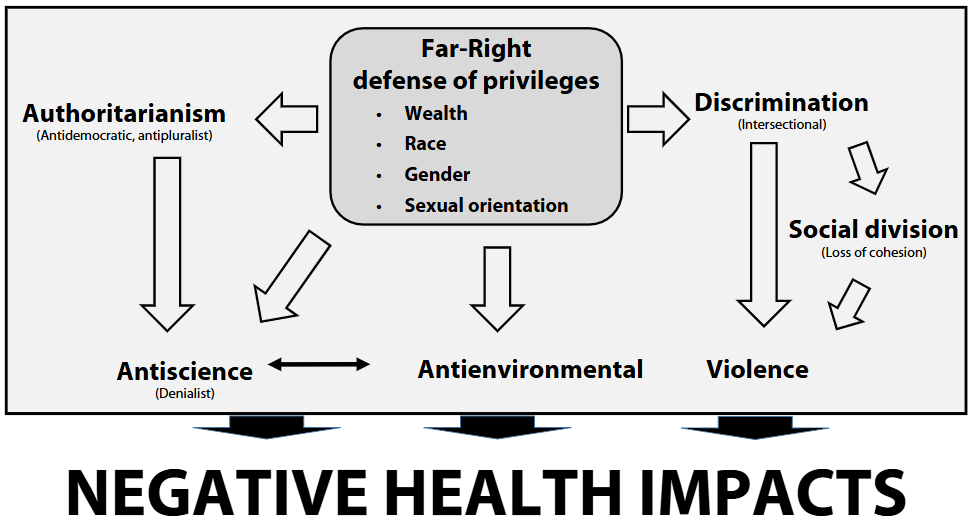 Far-Right
defense of privileges
• Wealth
• Race
• Gender
• Sexual orientation
Authoritarianism
(Antidemocratic, antipluralist)
Discrimination
(Intersectional)
Social division
(Loss of cohesion)
Antiscience
(Denialist)
Antienvironmental
Violence
NEGATIVE HEALTH IMPACTS